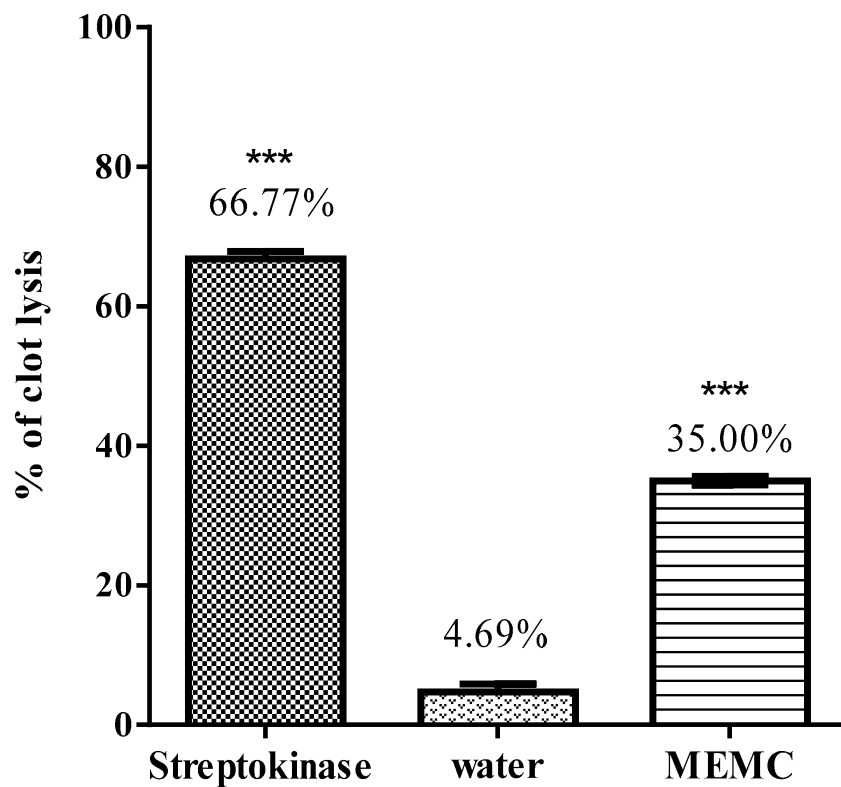 % of clot lysis
100
80
60
40
20
0
***
66.77%
4.69%
***
35.00%
Streptokinase
water
MEMC